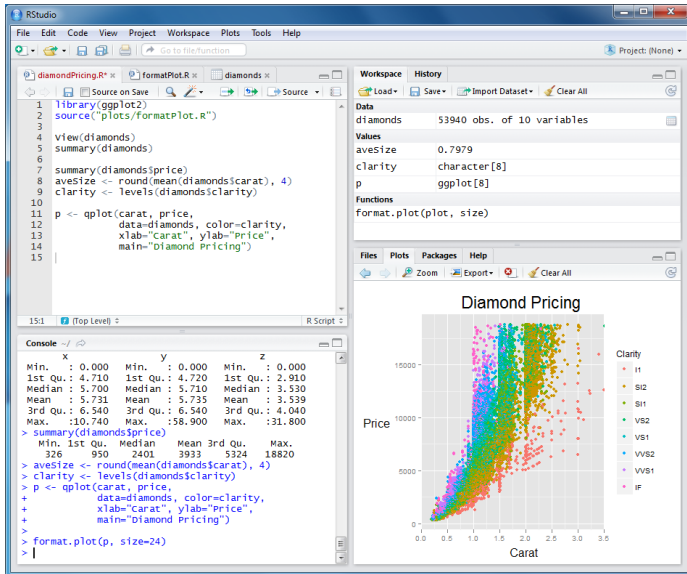 RStudio
File Edit Code View Project Workspace Plots Tools Help
Go to file/function
Project: (None)
diamondPricing.R* formatPlot.R diamonds
Source on Save Source
1 library(ggplot2)
2 source("plots/formatPlot.R")
3
4 View(diamonds)
5 summary(diamonds)
6
7 summary(diamonds$price)
8 aveSize <- round(mean(diamonds$carat), 4)
9 clarity <- levels(diamonds$clarity)
10
11 p <- qplot(carat, price,
12 data=diamonds, color=clarity,
13 xlab="Carat", ylab="Price",
14 main="Diamond Pricing")
15
15:1 (Top Level) R Script
Console ~/
x y z
Min. : 0.000 Min. : 0.000 Min. : 0.000
1st Qu.: 4.710 1st Qu.: 4.720 1st Qu.: 2.910
Median : 5.700 Median : 5.710 Median : 3.530
Mean : 5.731 Mean : 5.735 Mean : 3.539
3rd Qu.: 6.540 3rd Qu.: 6.540 3rd Qu.: 4.040
Max. :10.740 Max. :58.900 Max. :31.800
> summary(diamonds$price)
Min. 1st Qu. Median Mean 3rd Qu. Max.
326 950 2401 3933 5324 18820
> aveSize <- round(mean(diamonds$carat), 4)
> clarity <- levels(diamonds$clarity)
> p <- qplot(carat, price,
+ data=diamonds, color=clarity,
+ xlab="Carat", ylab="Price",
+ main="Diamond Pricing")
>
> format.plot(p, size=24)
>
Workspace History
Load Save Import Dataset Clear All
Data
diamonds 53940 obs. of 10 variables
Values
aveSize 0.7979
clarity character[8]
p ggplot[8]
Functions
format.plot(plot, size)
Files Plots Packages Help
Zoom Export Clear All
Diamond Pricing
Price
15000
10000
5000
0
0.0 0.5 1.0 1.5 2.0 2.5 3.0 3.5
Carat
Clarity
I1
SI2
SI1
VS2
VS1
VVS2
VVS1
IF